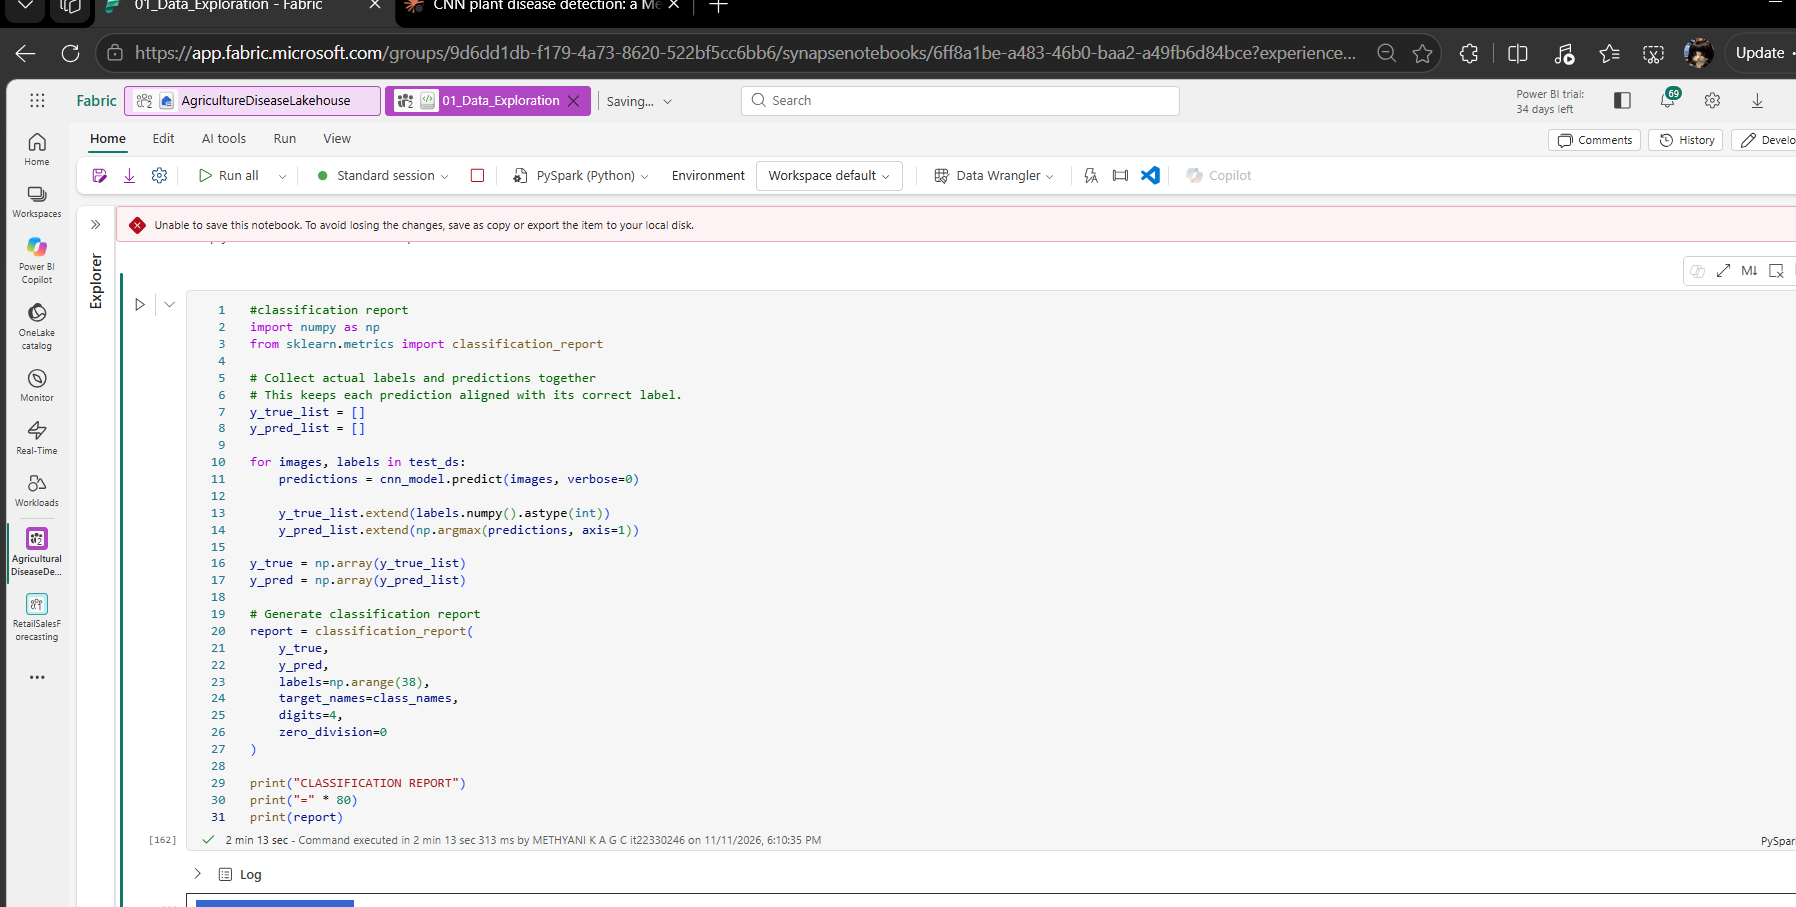 01_Data_Exploration - Fabric
CNN plant disease detection: a Me
https://app.fabric.microsoft.com/groups/9d6dd1db-f179-4a73-8620-522bf5cc6bb6/synapsenotebooks/6ff8a1be-a483-46b0-baa2-a49fb6d84bce?experience...
Update
Fabric
AgricultureDiseaseLakehouse
01_Data_Exploration
Saving...
Search
Power BI trial:
34 days left
69
Home
Edit
AI tools
Run
View
Comments
History
Develo
Run all
Standard session
PySpark (Python)
Environment
Workspace default
Data Wrangler
Copilot
Home
Workspaces
Power BI
Copilot
OneLake
catalog
Monitor
Real-Time
Workloads
Agricultural
DiseaseDe...
RetailSalesF
orecasting
Explorer
Unable to save this notebook. To avoid losing the changes, save as copy or export the item to your local disk.
M↓
1 #classification report
2 import numpy as np
3 from sklearn.metrics import classification_report
4
5 # Collect actual labels and predictions together
6 # This keeps each prediction aligned with its correct label.
7 y_true_list = []
8 y_pred_list = []
9
10 for images, labels in test_ds:
11     predictions = cnn_model.predict(images, verbose=0)
12
13     y_true_list.extend(labels.numpy().astype(int))
14     y_pred_list.extend(np.argmax(predictions, axis=1))
15
16 y_true = np.array(y_true_list)
17 y_pred = np.array(y_pred_list)
18
19 # Generate classification report
20 report = classification_report(
21     y_true,
22     y_pred,
23     labels=np.arange(38),
24     target_names=class_names,
25     digits=4,
26     zero_division=0
27 )
28
29 print("CLASSIFICATION REPORT")
30 print("=" * 80)
31 print(report)
[162]
2 min 13 sec - Command executed in 2 min 13 sec 313 ms by METHYANI K A G C it22330246 on 11/11/2026, 6:10:35 PM
PySpar
Log